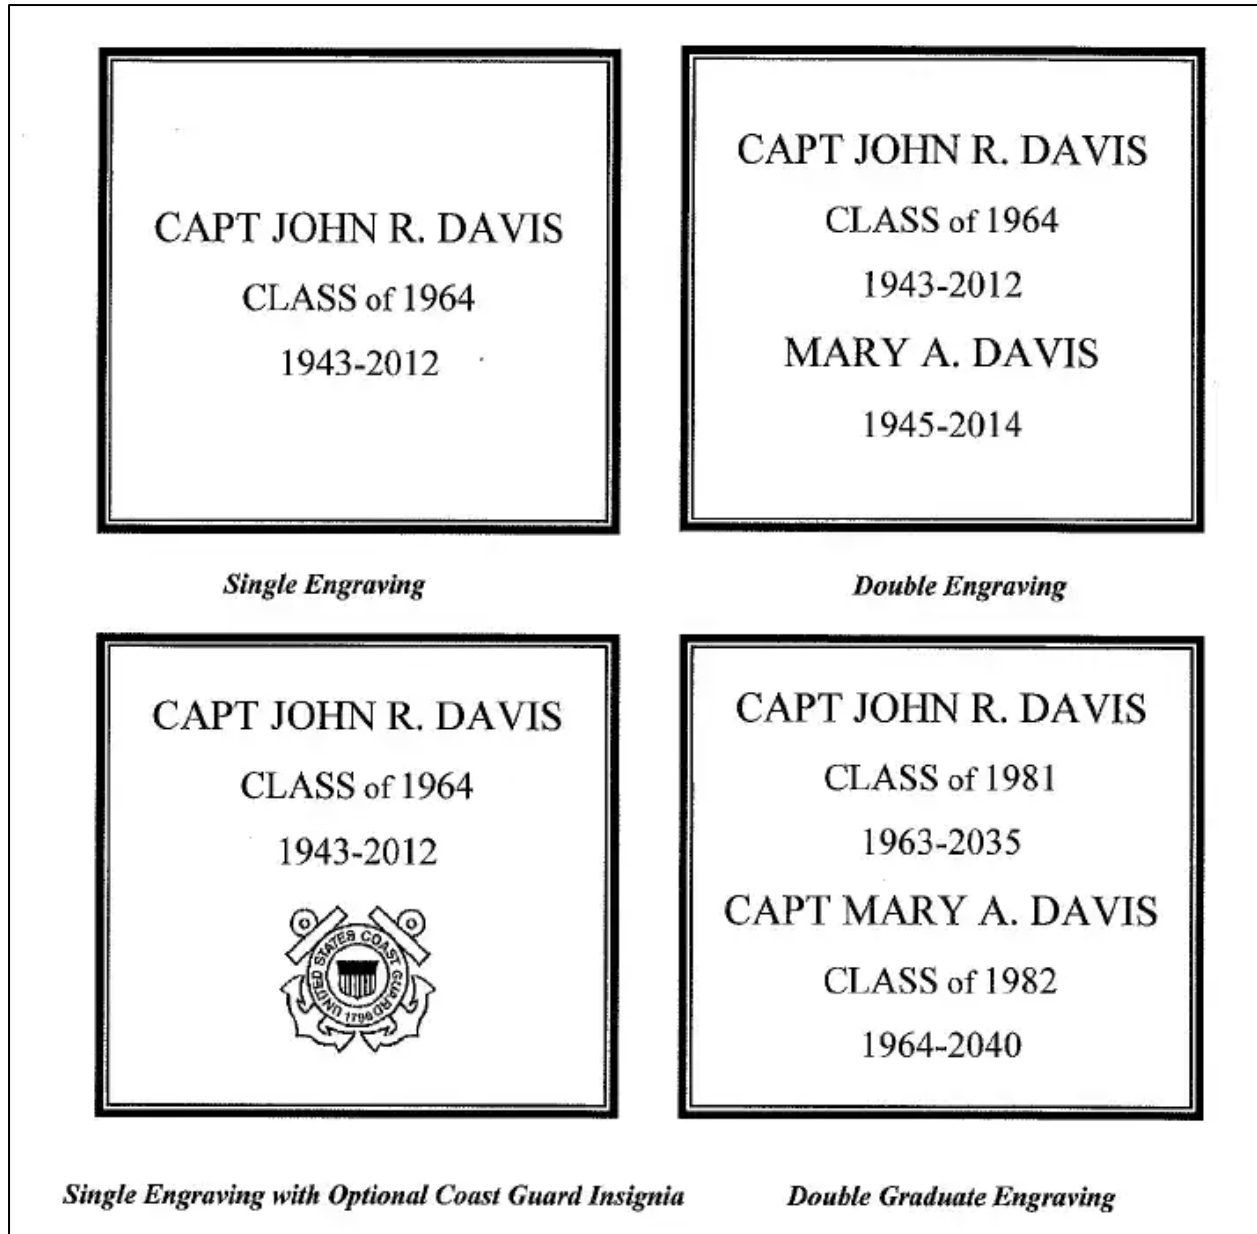 CAPT JOHN R. DAVIS
CLASS of 1964
1943-2012
Single Engraving
CAPT JOHN R. DAVIS
CLASS of 1964
1943-2012
MARY A. DAVIS
1945-2014
Double Engraving
CAPT JOHN R. DAVIS
CLASS of 1964
1943-2012
UNITED STATES COAST GUARD
1790
Single Engraving with Optional Coast Guard Insignia
CAPT JOHN R. DAVIS
CLASS of 1981
1963-2035
CAPT MARY A. DAVIS
CLASS of 1982
1964-2040
Double Graduate Engraving